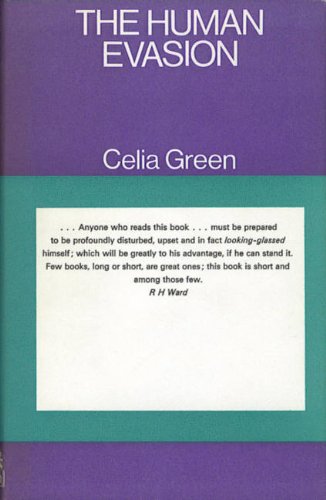 THE HUMAN
EVASION
Celia Green
. . . Anyone who reads this book . . . must be prepared
to be profoundly disturbed, upset and in fact looking-glassed
himself; which will be greatly to his advantage, if he can stand it.
Few books, long or short, are great ones; this book is short and
among those few.
R H Ward